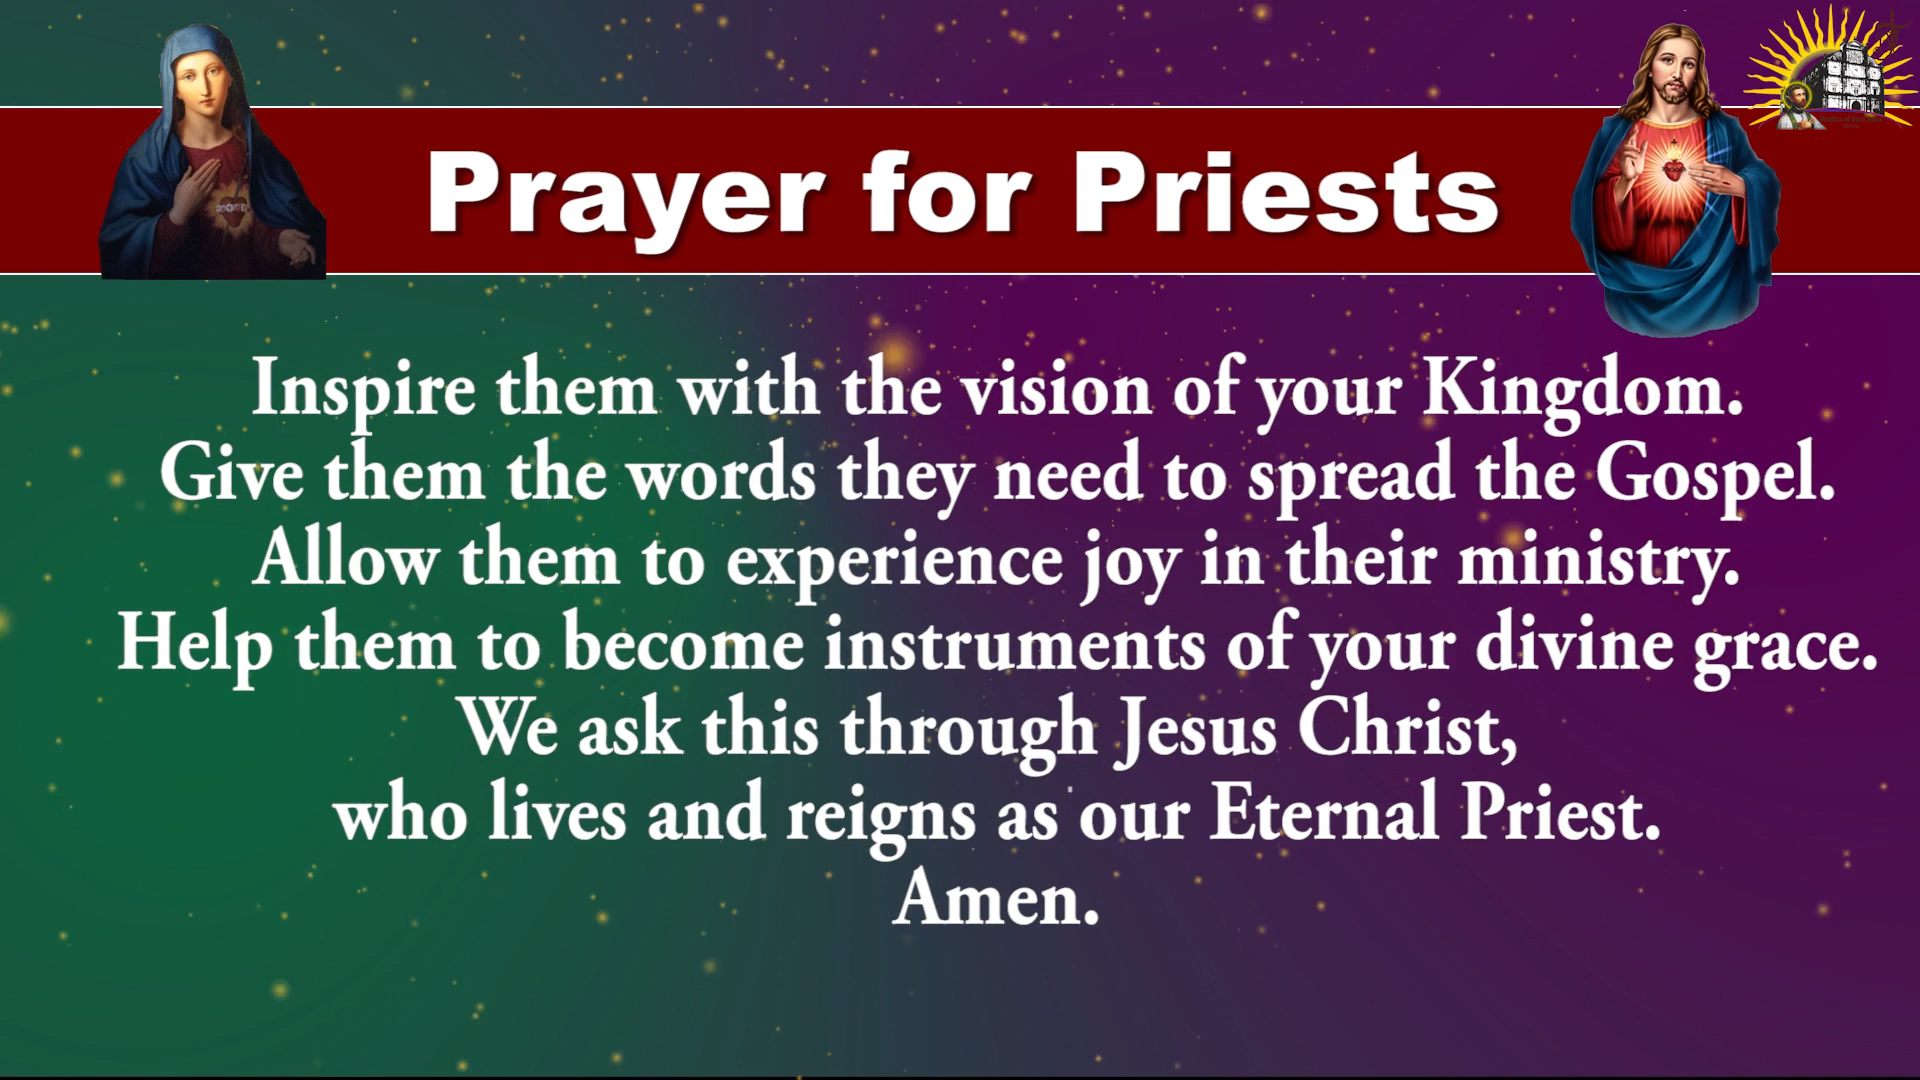 Prayer for Priests
Inspire them with the vision of your Kingdom.
Give them the words they need to spread the Gospel.
Allow them to experience joy in their ministry.
Help them to become instruments of your divine grace.
We ask this through Jesus Christ,
who lives and reigns as our Eternal Priest.
Amen.